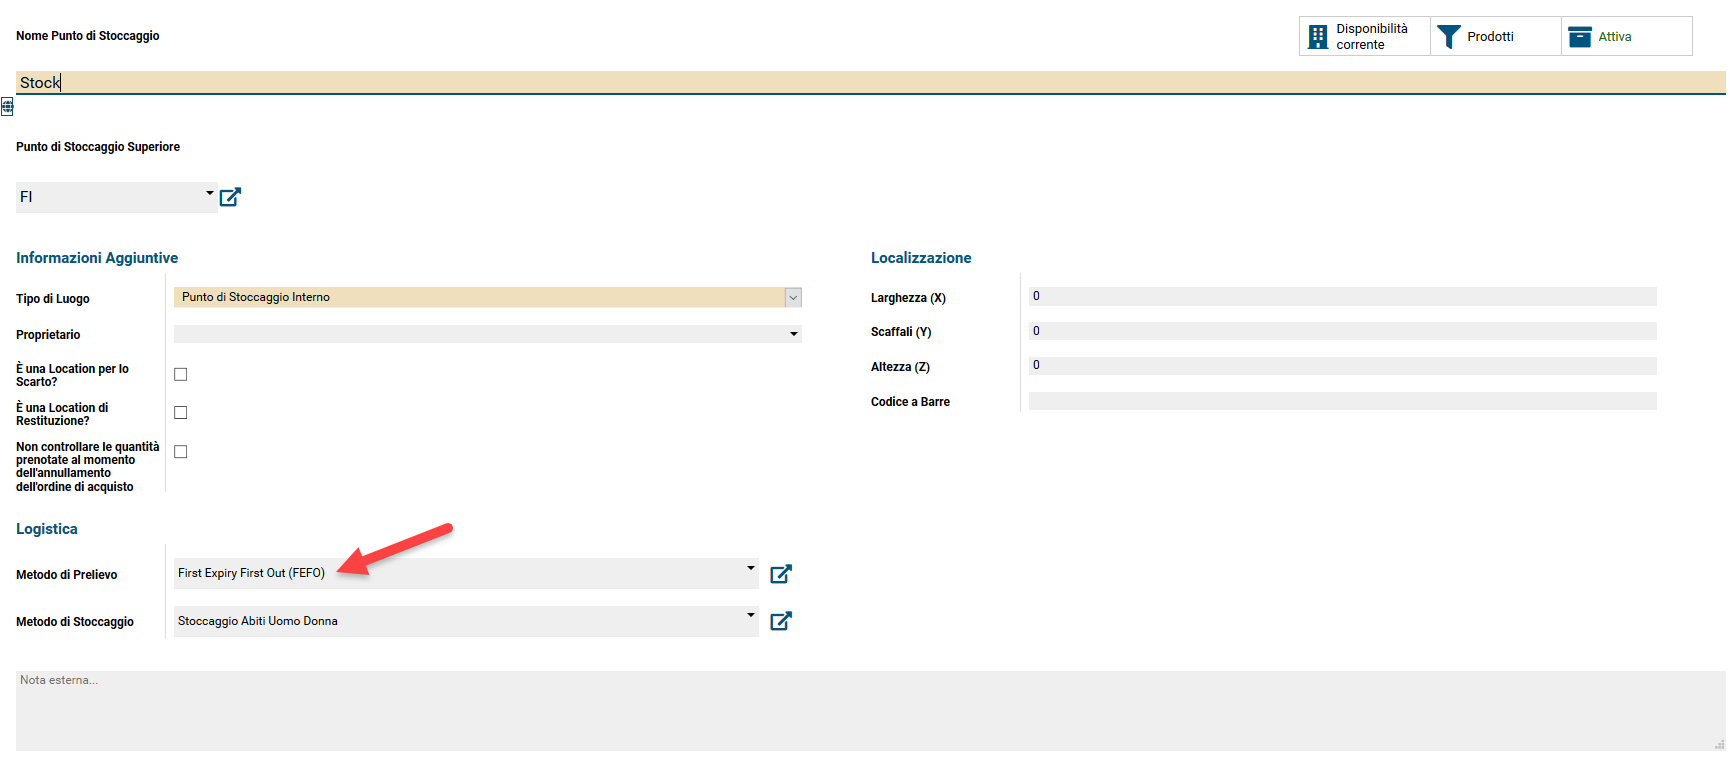 Nome Punto di Stoccaggio
Disponibilità
corrente
Prodotti
Attiva
Stock
Punto di Stoccaggio Superiore
FI
Informazioni Aggiuntive
Tipo di Luogo
Punto di Stoccaggio Interno
Proprietario
È una Location per lo
Scarto?
È una Location di
Restituzione?
Non controllare le quantità
prenotate al momento
dell'annullamento
dell'ordine di acquisto
Localizzazione
Larghezza (X)
0
Scaffali (Y)
0
Altezza (Z)
0
Codice a Barre
Logistica
Metodo di Prelievo
First Expiry First Out (FEFO)
Metodo di Stoccaggio
Stoccaggio Abiti Uomo Donna
Nota esterna...